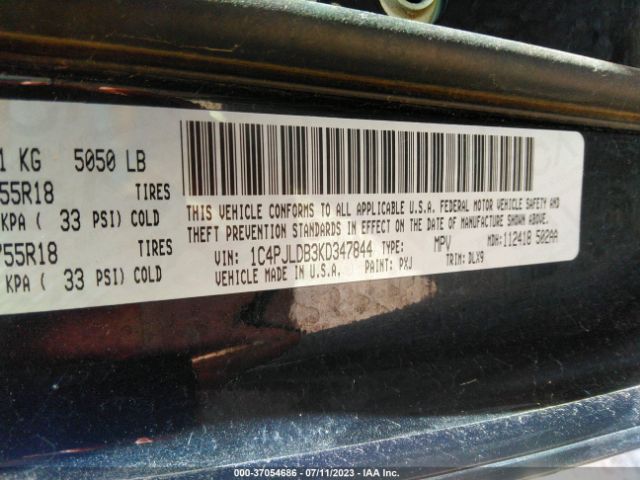 1 KG 5050 LB
55R18 TIRES
KPA ( 33 PSI) COLD
55R18 TIRES
KPA ( 33 PSI) COLD
THIS VEHICLE CONFORMS TO ALL APPLICABLE U.S.A. FEDERAL MOTOR VEHICLE SAFETY AND
THEFT PREVENTION STANDARDS IN EFFECT ON THE DATE OF MANUFACTURE SHOWN ABOVE.
VIN: 1C4PJLDB3KD347844 TYPE: MPV MDH: 112418 502AA
VEHICLE MADE IN U.S.A. PAINT: PXJ TRIM: DLX9
000-37054686 - 07/11/2023 - IAA Inc.